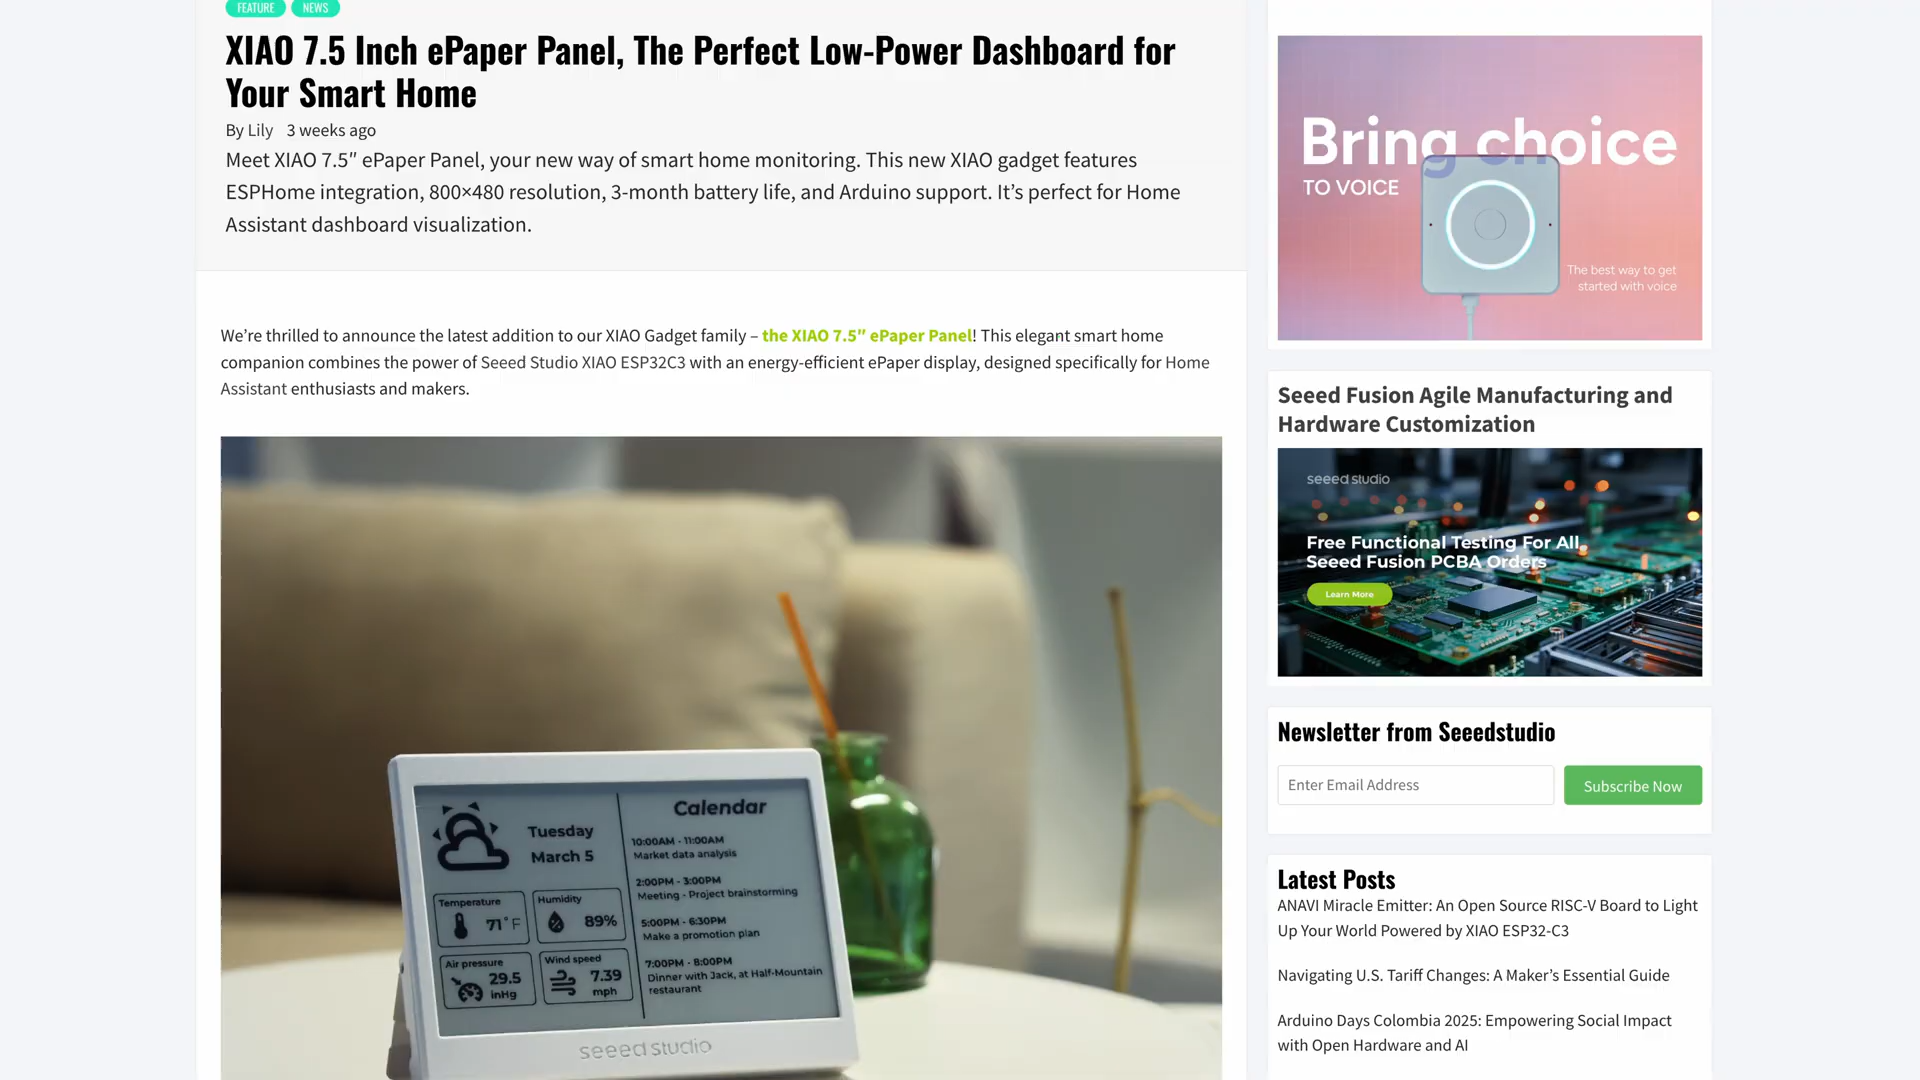 FEATURE NEWS
XIAO 7.5 Inch ePaper Panel, The Perfect Low-Power Dashboard for
Your Smart Home
By Lily 3 weeks ago
Meet XIAO 7.5″ ePaper Panel, your new way of smart home monitoring. This new XIAO gadget features
ESPHome integration, 800×480 resolution, 3-month battery life, and Arduino support. It’s perfect for Home
Assistant dashboard visualization.
We’re thrilled to announce the latest addition to our XIAO Gadget family – the XIAO 7.5″ ePaper Panel! This elegant smart home
companion combines the power of Seeed Studio XIAO ESP32C3 with an energy-efficient ePaper display, designed specifically for Home
Assistant enthusiasts and makers.
Tuesday
March 5
Temperature
71°F
Humidity
89%
Air pressure
29.5
inHg
Wind speed
7.39
mph
Calendar
10:00AM - 11:00AM
Market data analysis
2:00PM - 3:00PM
Meeting - Project brainstorming
5:00PM - 6:30PM
Make a promotion plan
7:00PM - 8:00PM
Dinner with Jack, at Half-Mountain
restaurant
seeed studio
Bring choice
TO VOICE
The best way to get
started with voice
Seeed Fusion Agile Manufacturing and
Hardware Customization
seeed studio
Free Functional Testing For All
Seeed Fusion PCBA Orders
Learn More
Newsletter from Seeedstudio
Enter Email Address
Subscribe Now
Latest Posts
ANAVI Miracle Emitter: An Open Source RISC-V Board to Light
Up Your World Powered by XIAO ESP32-C3
Navigating U.S. Tariff Changes: A Maker’s Essential Guide
Arduino Days Colombia 2025: Empowering Social Impact
with Open Hardware and AI